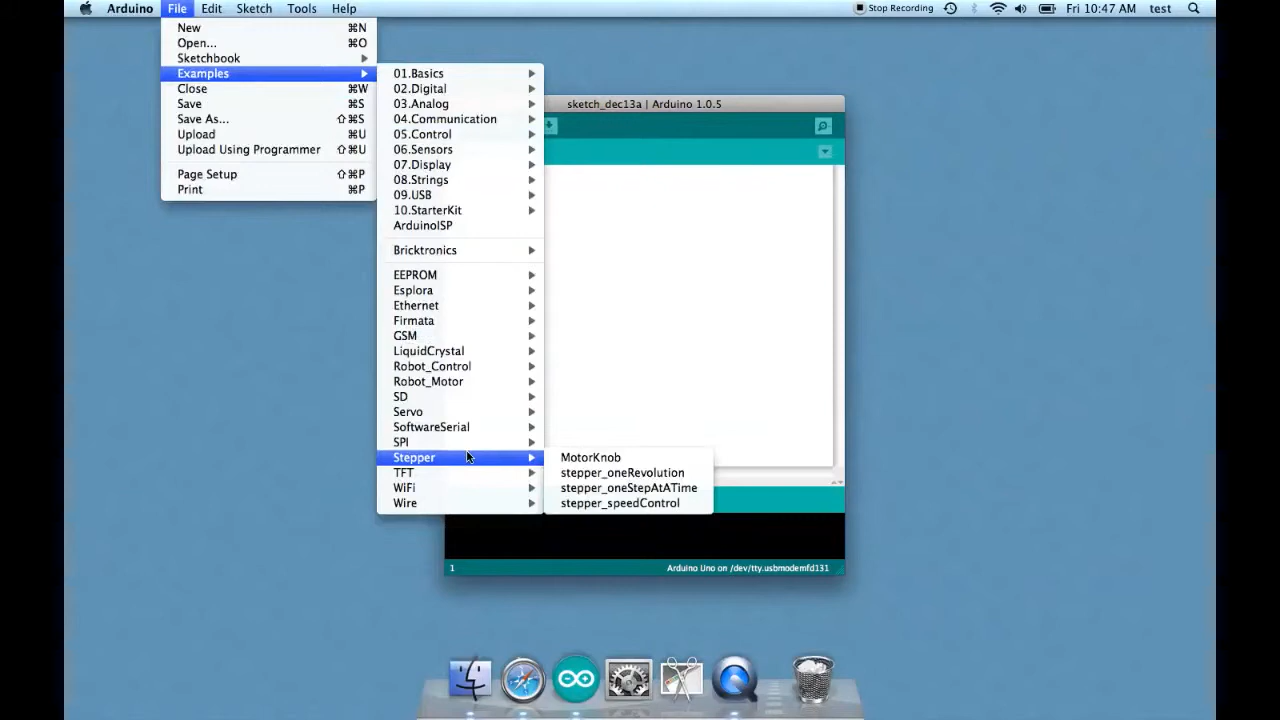 Arduino File Edit Sketch Tools Help Stop Recording Fri 10:47 AM test
New ⌘N
Open... ⌘O
Sketchbook
Examples
Close ⌘W
Save ⌘S
Save As... ⇧⌘S
Upload ⌘U
Upload Using Programmer ⇧⌘U
Page Setup ⇧⌘P
Print ⌘P
01.Basics
02.Digital
03.Analog
04.Communication
05.Control
06.Sensors
07.Display
08.Strings
09.USB
10.StarterKit
ArduinoISP
Bricktronics
EEPROM
Esplora
Ethernet
Firmata
GSM
LiquidCrystal
Robot_Control
Robot_Motor
SD
Servo
SoftwareSerial
SPI
Stepper
TFT
WiFi
Wire
MotorKnob
stepper_oneRevolution
stepper_oneStepAtATime
stepper_speedControl
sketch_dec13a | Arduino 1.0.5
1 Arduino Uno on /dev/tty.usbmodemfd131